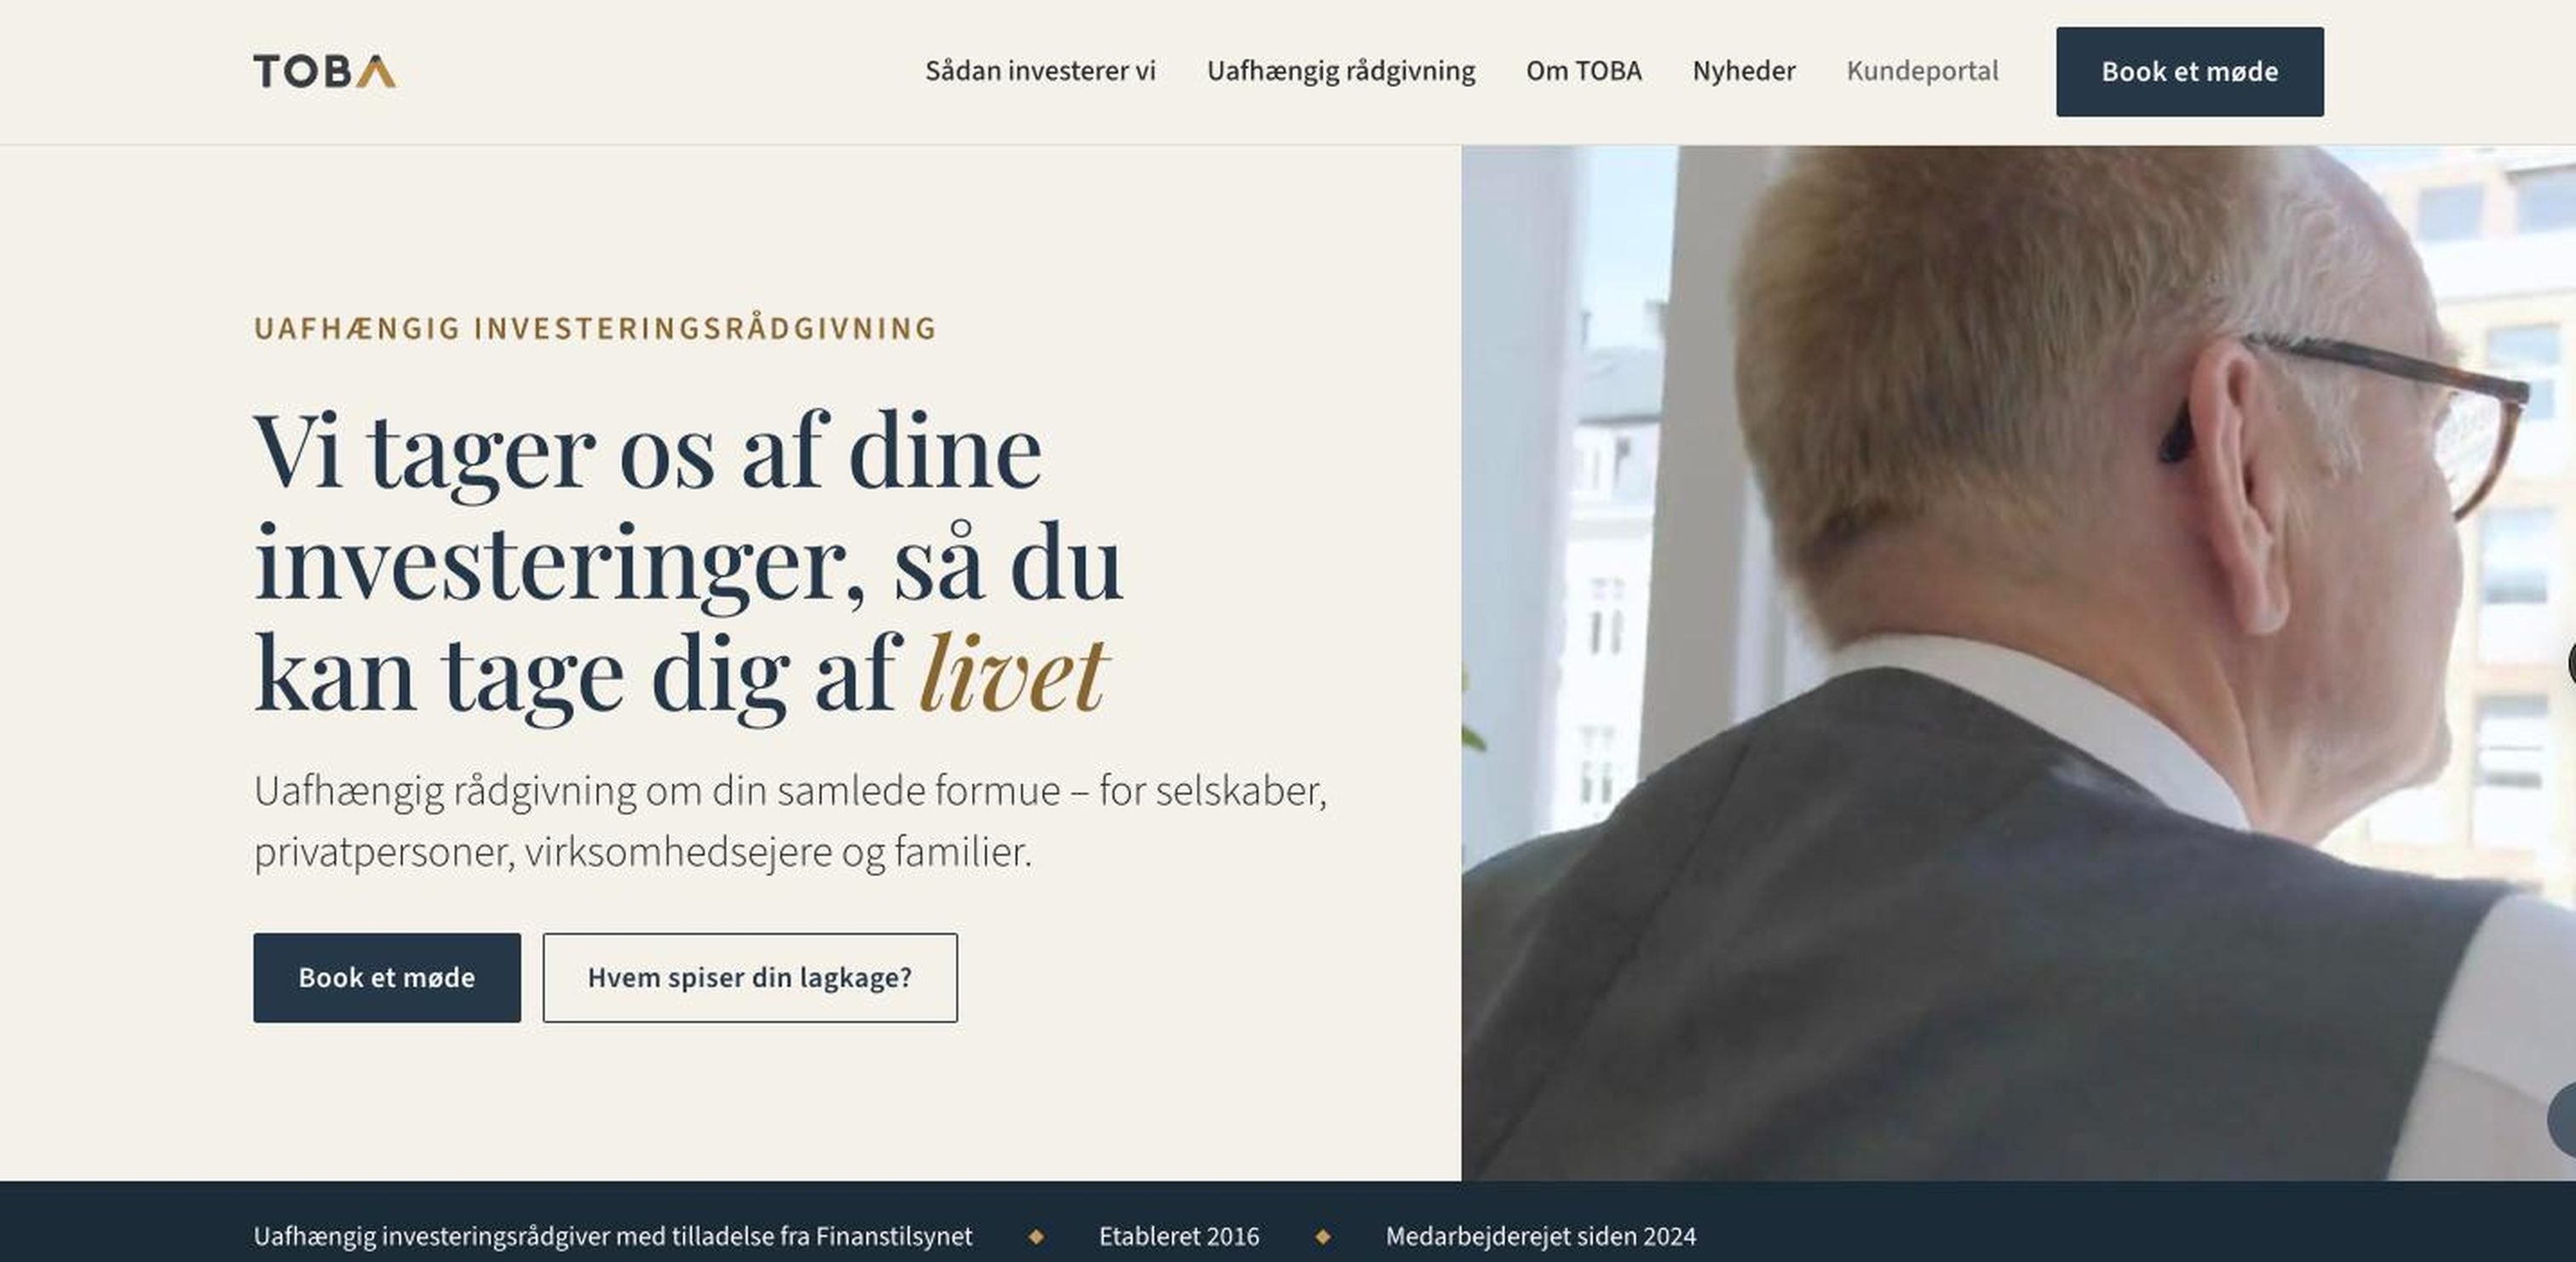 TOBA
Sådan investerer vi
Uafhængig rådgivning
Om TOBA
Nyheder
Kundeportal
Book et møde
UAFHÆNGIG INVESTERINGSRÅDGIVNING
Vi tager os af dine
investeringer, så du
kan tage dig af livet
Uafhængig rådgivning om din samlede formue – for selskaber,
privatpersoner, virksomhedsejere og familier.
Book et møde
Hvem spiser din lagkage?
Uafhængig investeringsrådgiver med tilladelse fra Finanstilsynet
Etableret 2016
Medarbejderejet siden 2024